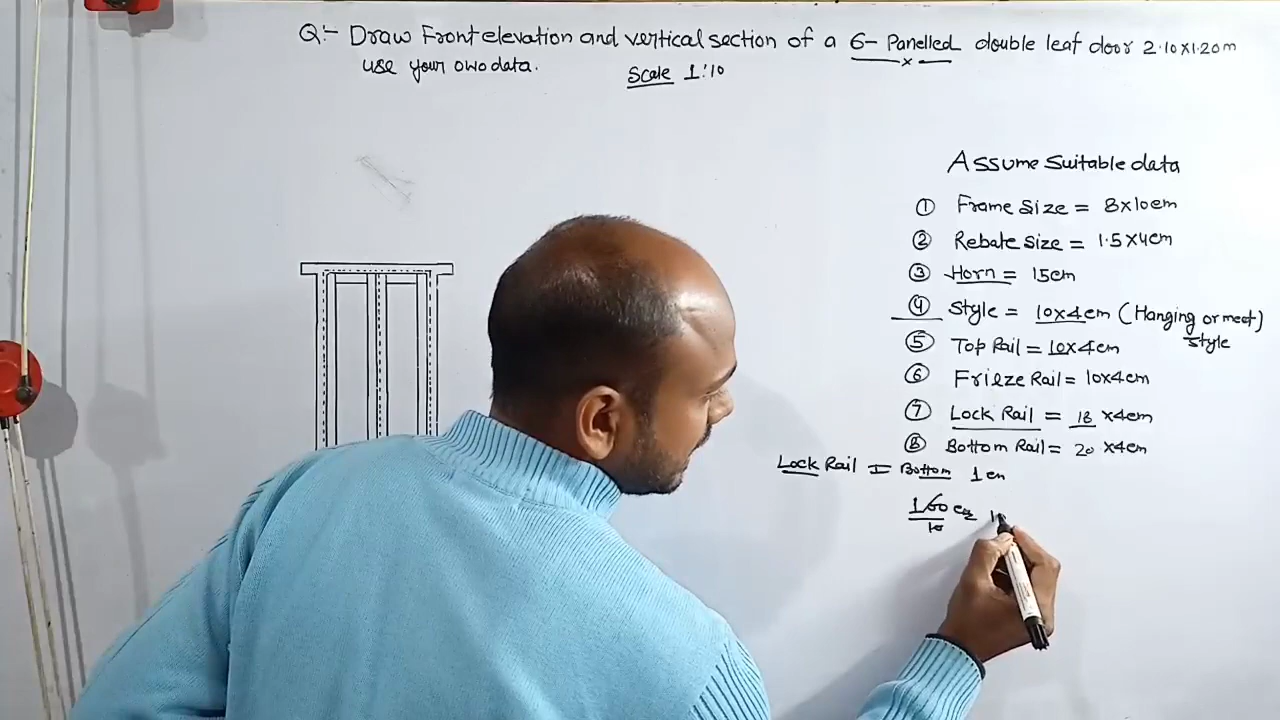 Q:- Draw Front elevation and vertical section of a 6-Panelled double leaf door 2.10x1.20m
use your own data. Scale 1:10
Assume suitable data
① Frame size = 8x10cm
② Rebate size = 1.5x4cm
③ Horn = 15cm
④ Style = 10x4cm (Hanging or meet)
style
⑤ Top Rail = 10x4cm
⑥ Frieze Rail = 10x4cm
⑦ Lock Rail = 18 x4cm
⑧ Bottom Rail = 20 x4cm
Lock Rail = Bottom 1cm
100
10